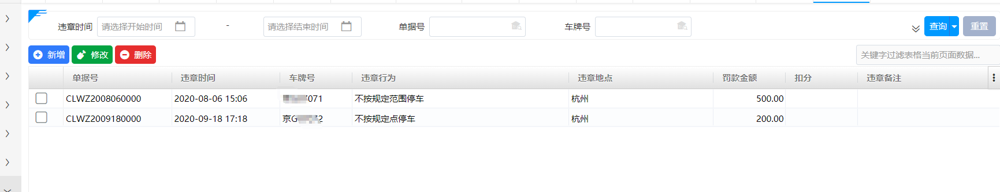 违章时间 请选择开始时间 - 请选择结束时间 单据号 车牌号 查询 重置
新增 修改 删除 关键字过滤表格当前页面数据...
单据号 违章时间 车牌号 违章行为 违章地点 罚款金额 扣分 违章备注
CLWZ2008060000 2020-08-06 15:06 071 不按规定范围停车 杭州 500.00
CLWZ2009180000 2020-09-18 17:18 京G 2 不按规定点停车 杭州 200.00